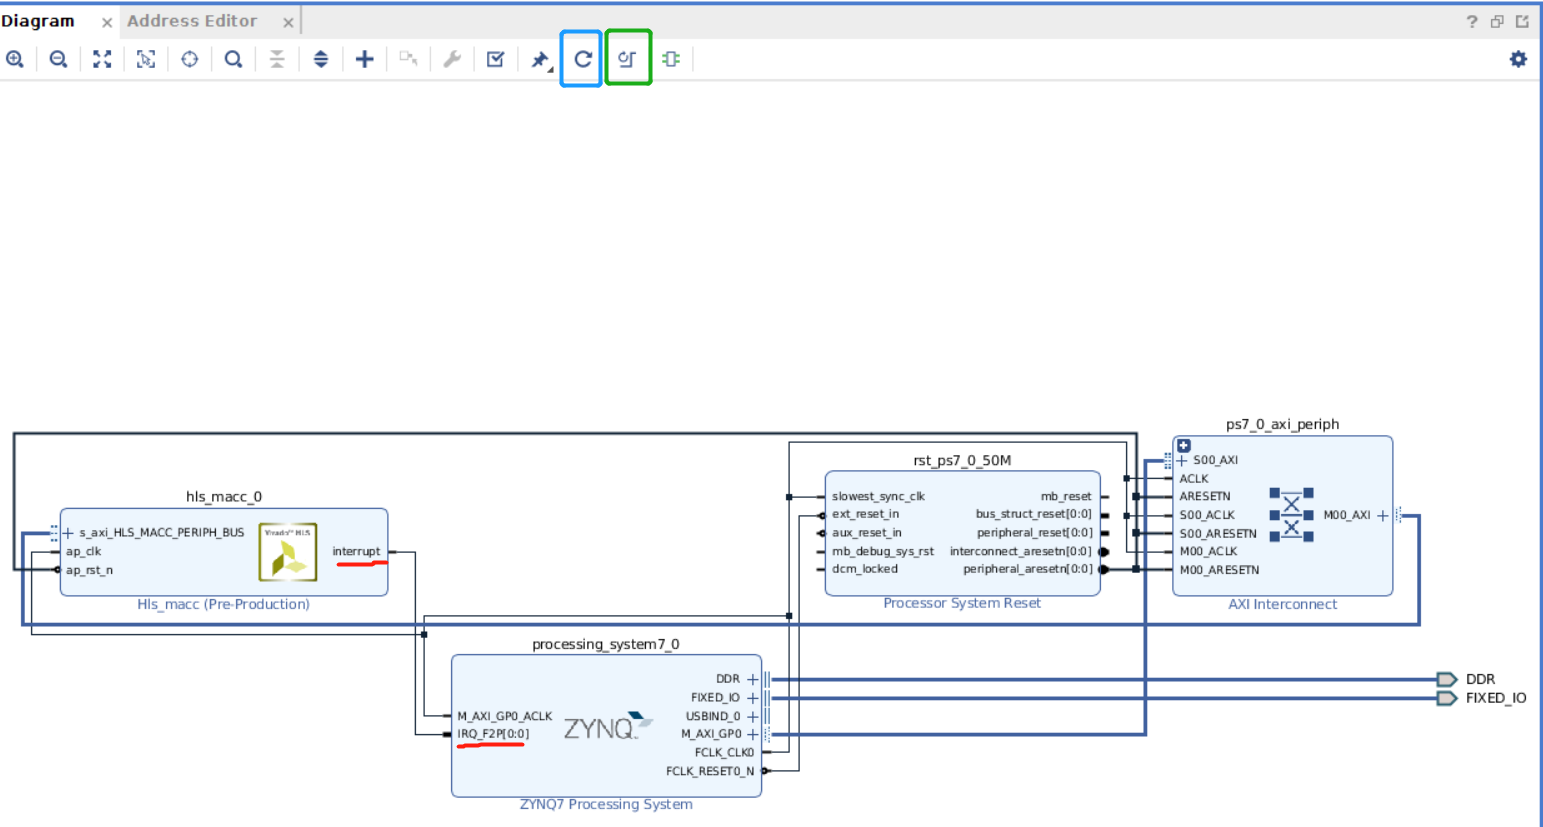 Diagram × Address Editor × ?
ps7_0_axi_periph
rst_ps7_0_50M
S00_AXI
ACLK
hls_macc_0
slowest_sync_clk mb_reset ARESETN
ext_reset_in bus_struct_reset[0:0] S00_ACLK M00_AXI
s_axi_HLS_MACC_PERIPH_BUS Vivado™ HLS aux_reset_in peripheral_reset[0:0] S00_ARESETN
ap_clk interrupt mb_debug_sys_rst interconnect_aresetn[0:0] M00_ACLK
ap_rst_n dcm_locked peripheral_aresetn[0:0] M00_ARESETN
Hls_macc (Pre-Production) Processor System Reset AXI Interconnect
processing_system7_0
DDR DDR
FIXED_IO FIXED_IO
M_AXI_GP0_ACLK ZYNQ USBIND_0
IRQ_F2P[0:0] M_AXI_GP0
FCLK_CLK0
FCLK_RESET0_N
ZYNQ7 Processing System